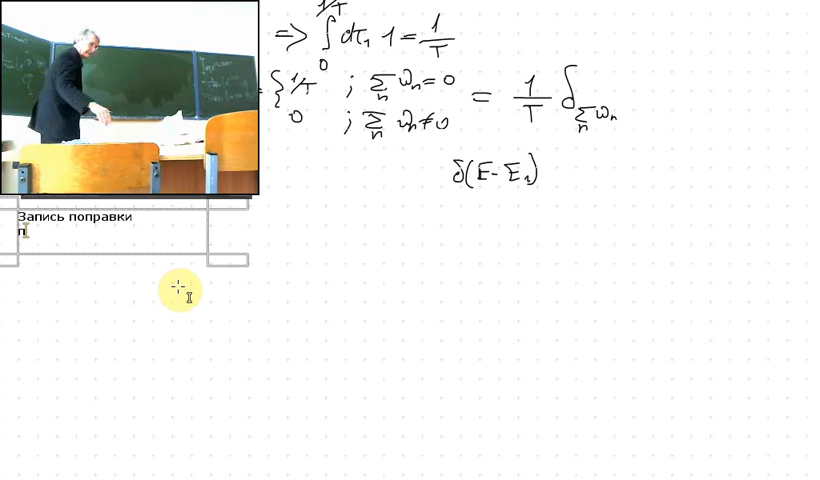 => ∫₀^{1/T} dτ₁ 1 = 1/T
= { 1/T ; Σₙ ωₙ = 0
0 ; Σₙ ωₙ ≠ 0 = 1/T δ_{Σₙ ωₙ}
δ(E - E₁)
Запись поправки
п